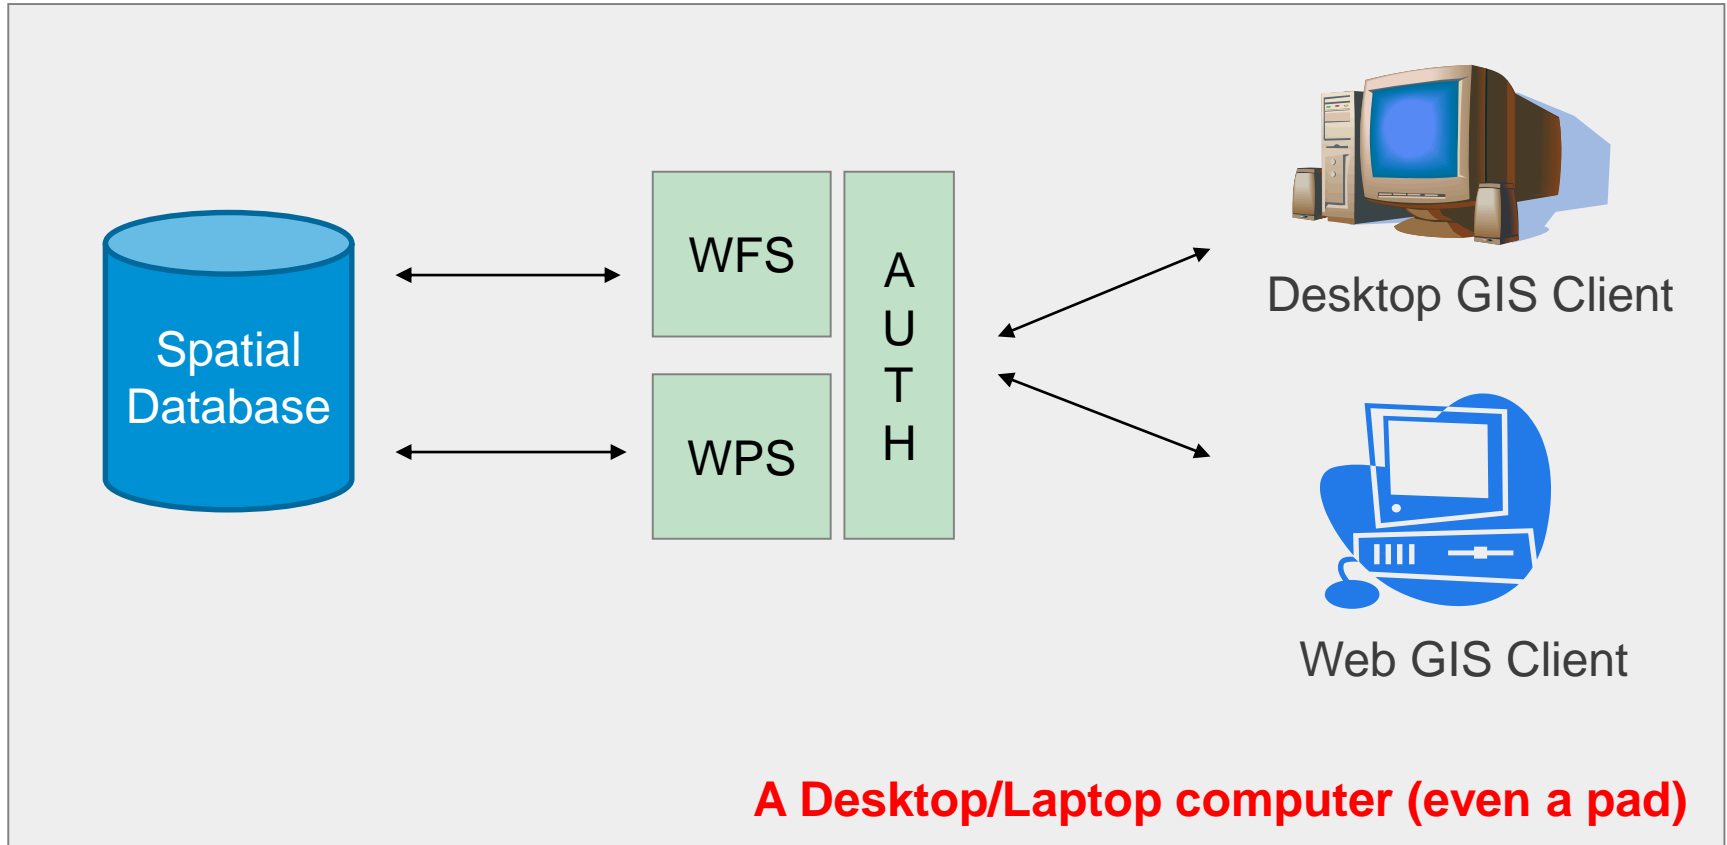 Spatial
Database
WFS
WPS
A
U
T
H
Desktop GIS Client
Web GIS Client
A Desktop/Laptop computer (even a pad)